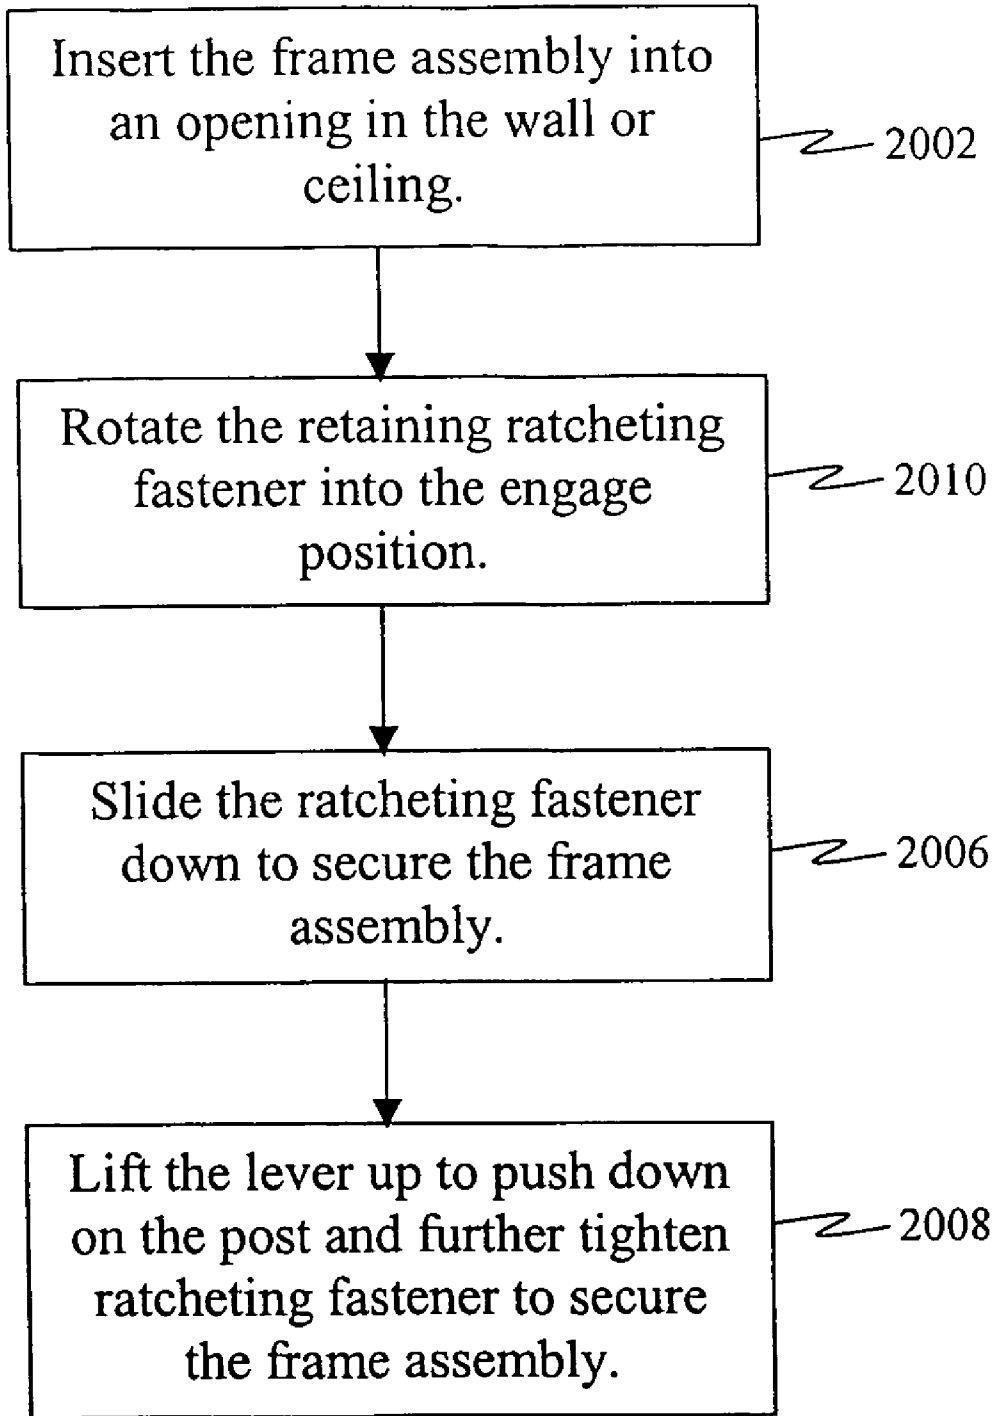 Insert the frame assembly into
an opening in the wall or
ceiling.
2002
Rotate the retaining ratcheting
fastener into the engage
position.
2010
Slide the ratcheting fastener
down to secure the frame
assembly.
2006
Lift the lever up to push down
on the post and further tighten
ratcheting fastener to secure
the frame assembly.
2008